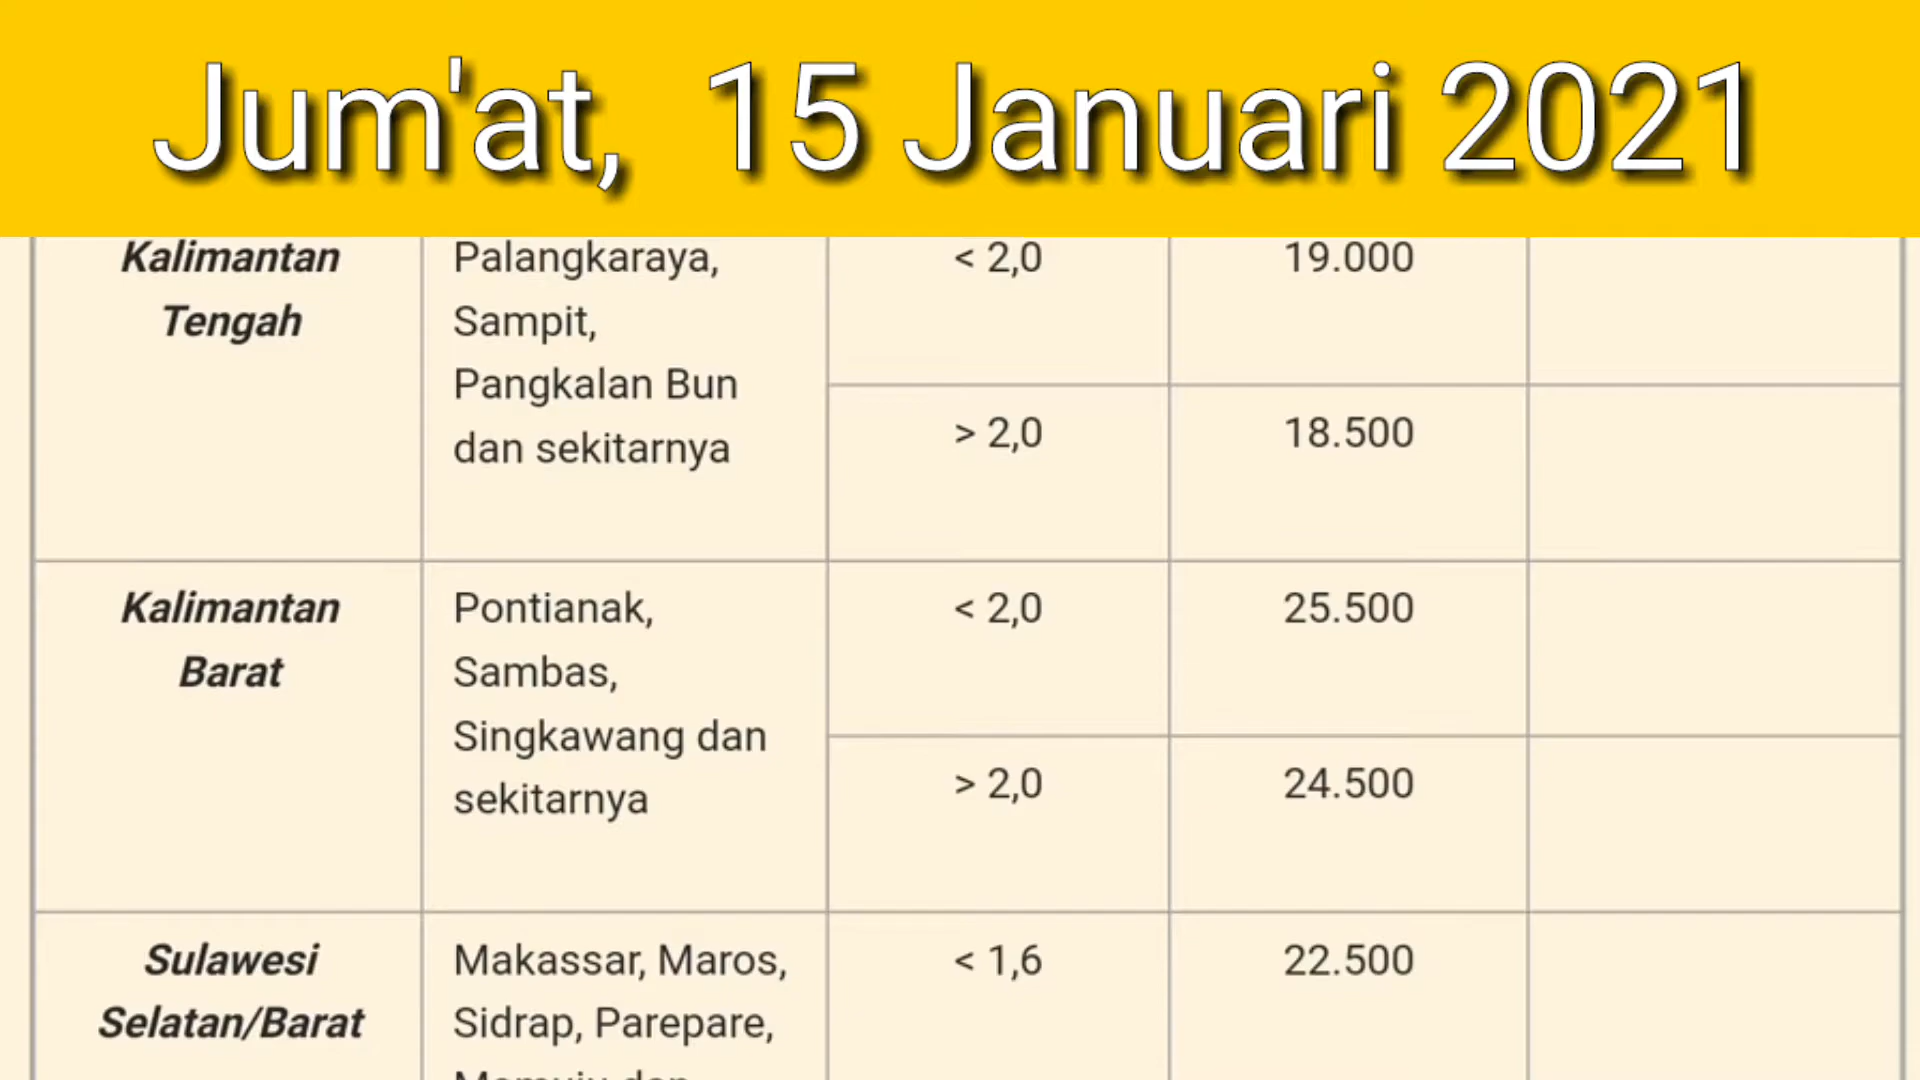 Jum'at, 15 Januari 2021
Kalimantan Tengah
Palangkaraya,
Sampit,
Pangkalan Bun
dan sekitarnya
< 2,0
19.000
> 2,0
18.500
Kalimantan
Barat
Pontianak,
Sambas,
Singkawang dan
sekitarnya
< 2,0
25.500
> 2,0
24.500
Sulawesi
Selatan/Barat
Makassar, Maros,
Sidrap, Parepare,
< 1,6
22.500